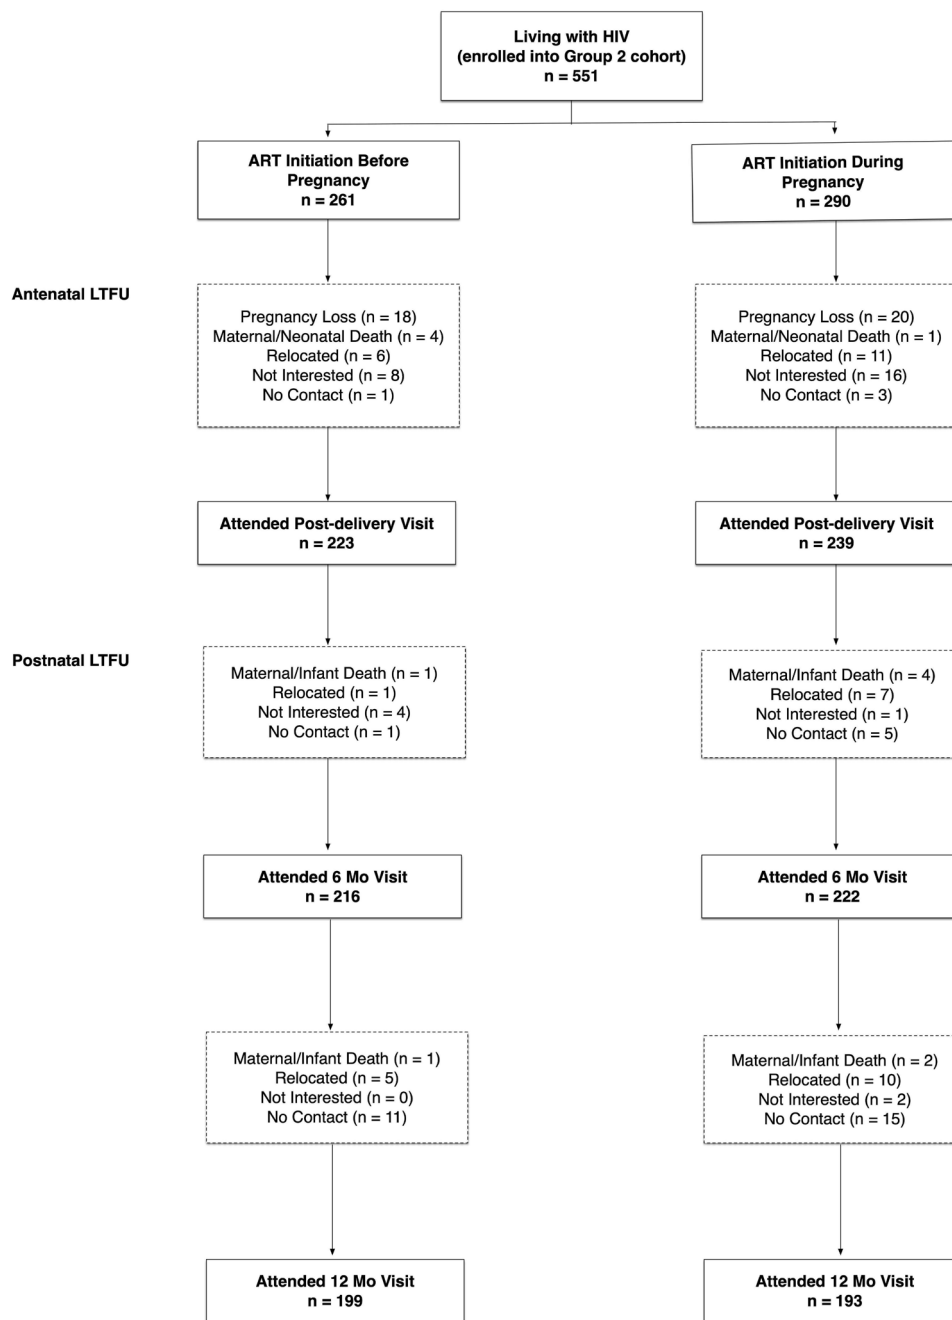 Living with HIV
(enrolled into Group 2 cohort)
n = 551
ART Initiation Before
Pregnancy
n = 261
ART Initiation During
Pregnancy
n = 290
Antenatal LTFU
Pregnancy Loss (n = 18)
Maternal/Neonatal Death (n = 4)
Relocated (n = 6)
Not Interested (n = 8)
No Contact (n = 1)
Pregnancy Loss (n = 20)
Maternal/Neonatal Death (n = 1)
Relocated (n = 11)
Not Interested (n = 16)
No Contact (n = 3)
Attended Post-delivery Visit
n = 223
Attended Post-delivery Visit
n = 239
Postnatal LTFU
Maternal/Infant Death (n = 1)
Relocated (n = 1)
Not Interested (n = 4)
No Contact (n = 1)
Maternal/Infant Death (n = 4)
Relocated (n = 7)
Not Interested (n = 1)
No Contact (n = 5)
Attended 6 Mo Visit
n = 216
Attended 6 Mo Visit
n = 222
Maternal/Infant Death (n = 1)
Relocated (n = 5)
Not Interested (n = 0)
No Contact (n = 11)
Maternal/Infant Death (n = 2)
Relocated (n = 10)
Not Interested (n = 2)
No Contact (n = 15)
Attended 12 Mo Visit
n = 199
Attended 12 Mo Visit
n = 193